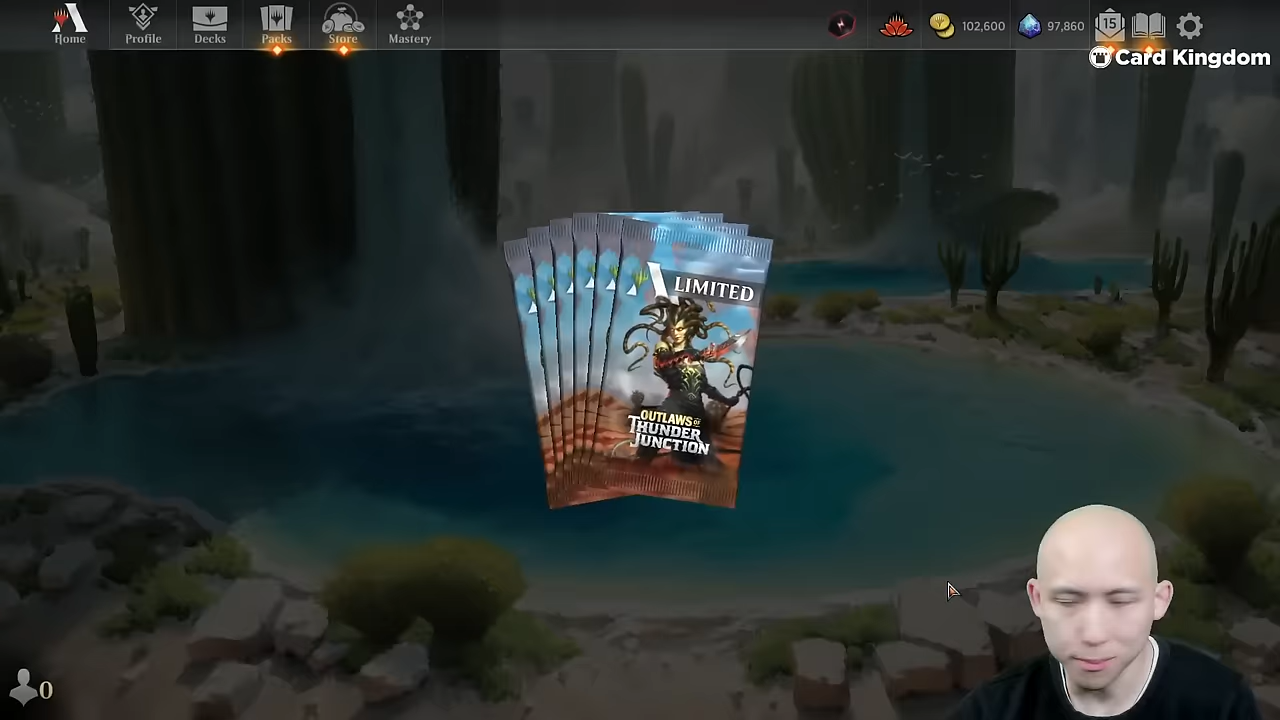 Home
Profile
Decks
Packs
Store
Mastery
102,600
97,860
15
Card Kingdom
LIMITED
OUTLAWS OF
THUNDER
JUNCTION
0